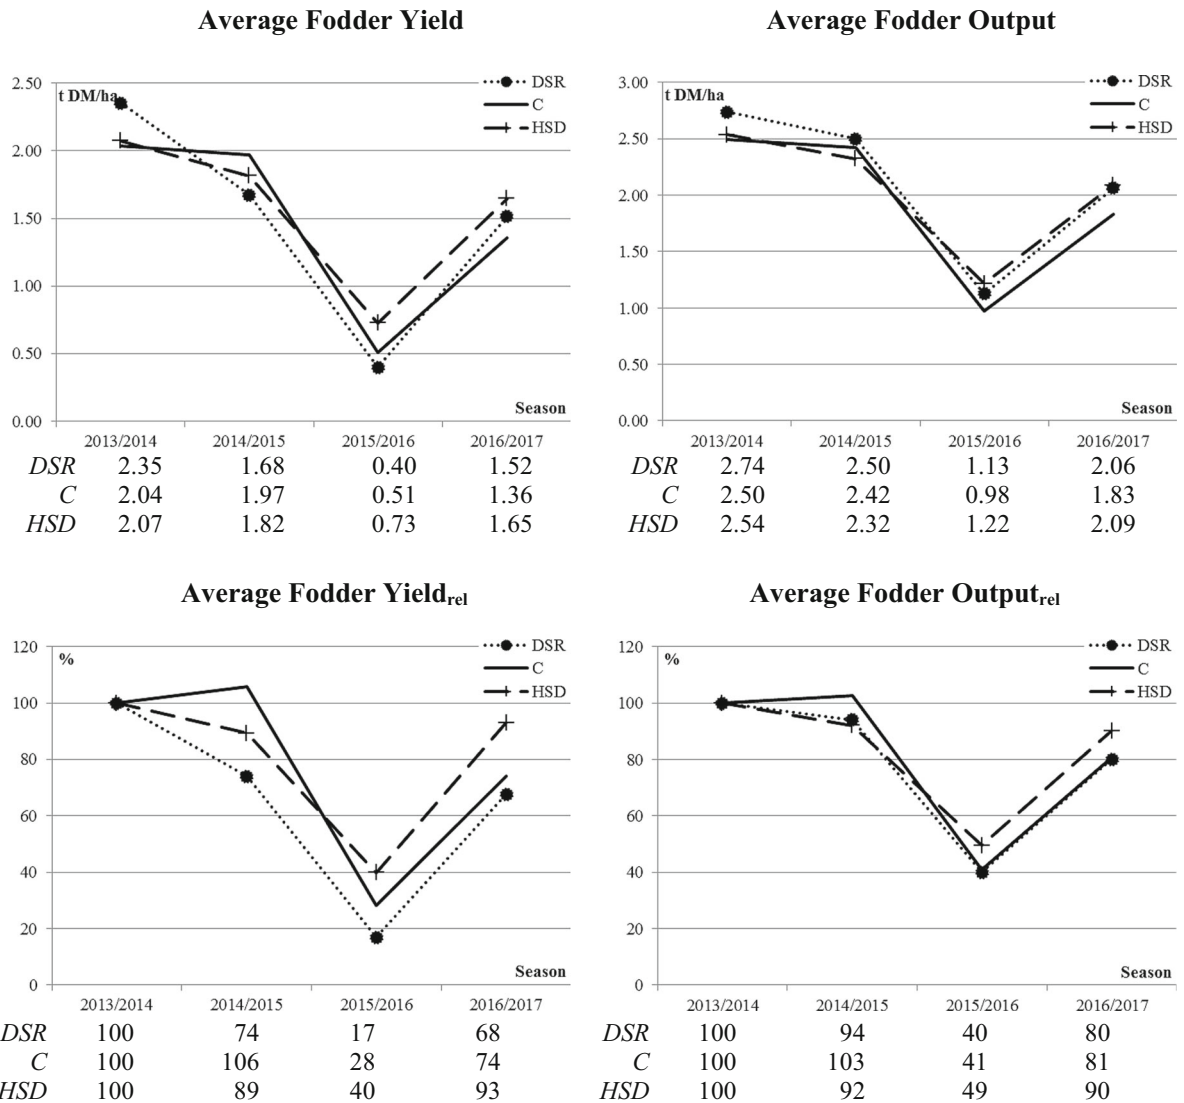 Average Fodder Yield
2.50
2.00
1.50
1.00
0.50
0.00
t DM/ha
DSR
C
HSD
Season
2013/2014 2014/2015 2015/2016 2016/2017
DSR 2.35 1.68 0.40 1.52
C 2.04 1.97 0.51 1.36
HSD 2.07 1.82 0.73 1.65
Average Fodder Output
3.00
2.50
2.00
1.50
1.00
0.50
0.00
t DM/ha
DSR
C
HSD
Season
2013/2014 2014/2015 2015/2016 2016/2017
DSR 2.74 2.50 1.13 2.06
C 2.50 2.42 0.98 1.83
HSD 2.54 2.32 1.22 2.09
Average Fodder Yield rel
120
100
80
60
40
20
0
%
DSR
C
HSD
Season
2013/2014 2014/2015 2015/2016 2016/2017
DSR 100 74 17 68
C 100 106 28 74
HSD 100 89 40 93
Average Fodder Output rel
120
100
80
60
40
20
0
%
DSR
C
HSD
Season
2013/2014 2014/2015 2015/2016 2016/2017
DSR 100 94 40 80
C 100 103 41 81
HSD 100 92 49 90